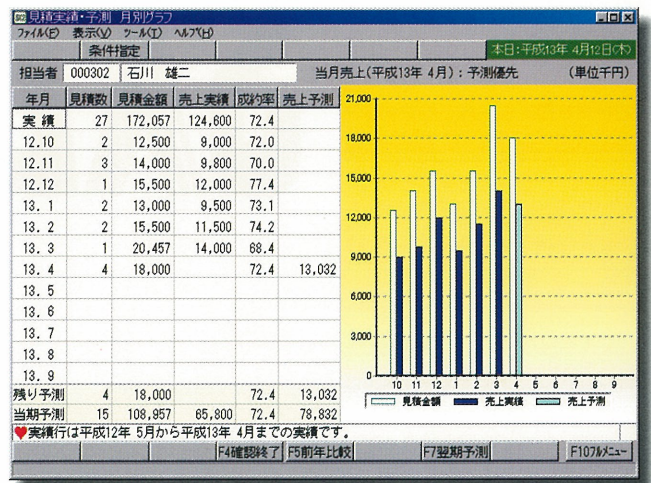 見積実績・予測 月別グラフ
ファイル(F) 表示(V) ツール(T) ヘルプ(H)
条件指定 本日:平成13年 4月12日(木)
担当者 000302 石川 雄二 当月売上(平成13年 4月):予測優先 (単位千円)
年月 見積数 見積金額 売上実績 成約率 売上予測
実 績 27 172,057 124,600 72.4
12.10 2 12,500 9,000 72.0
12.11 3 14,000 9,800 70.0
12.12 1 15,500 12,000 77.4
13. 1 2 13,000 9,500 73.1
13. 2 2 15,500 11,500 74.2
13. 3 1 20,457 14,000 68.4
13. 4 4 18,000 72.4 13,032
13. 5
13. 6
13. 7
13. 8
13. 9
残り予測 4 18,000 72.4 13,032
当期予測 15 108,957 65,800 72.4 78,832
21,000
18,000
15,000
12,000
9,000
6,000
3,000
0
10 11 12 1 2 3 4 5 6 7 8 9
見積金額 売上実績 売上予測
♥実績行は平成12年 5月から平成13年 4月までの実績です。
F4確認終了 F5前年比較 F7翌期予測 F10フルメニュー